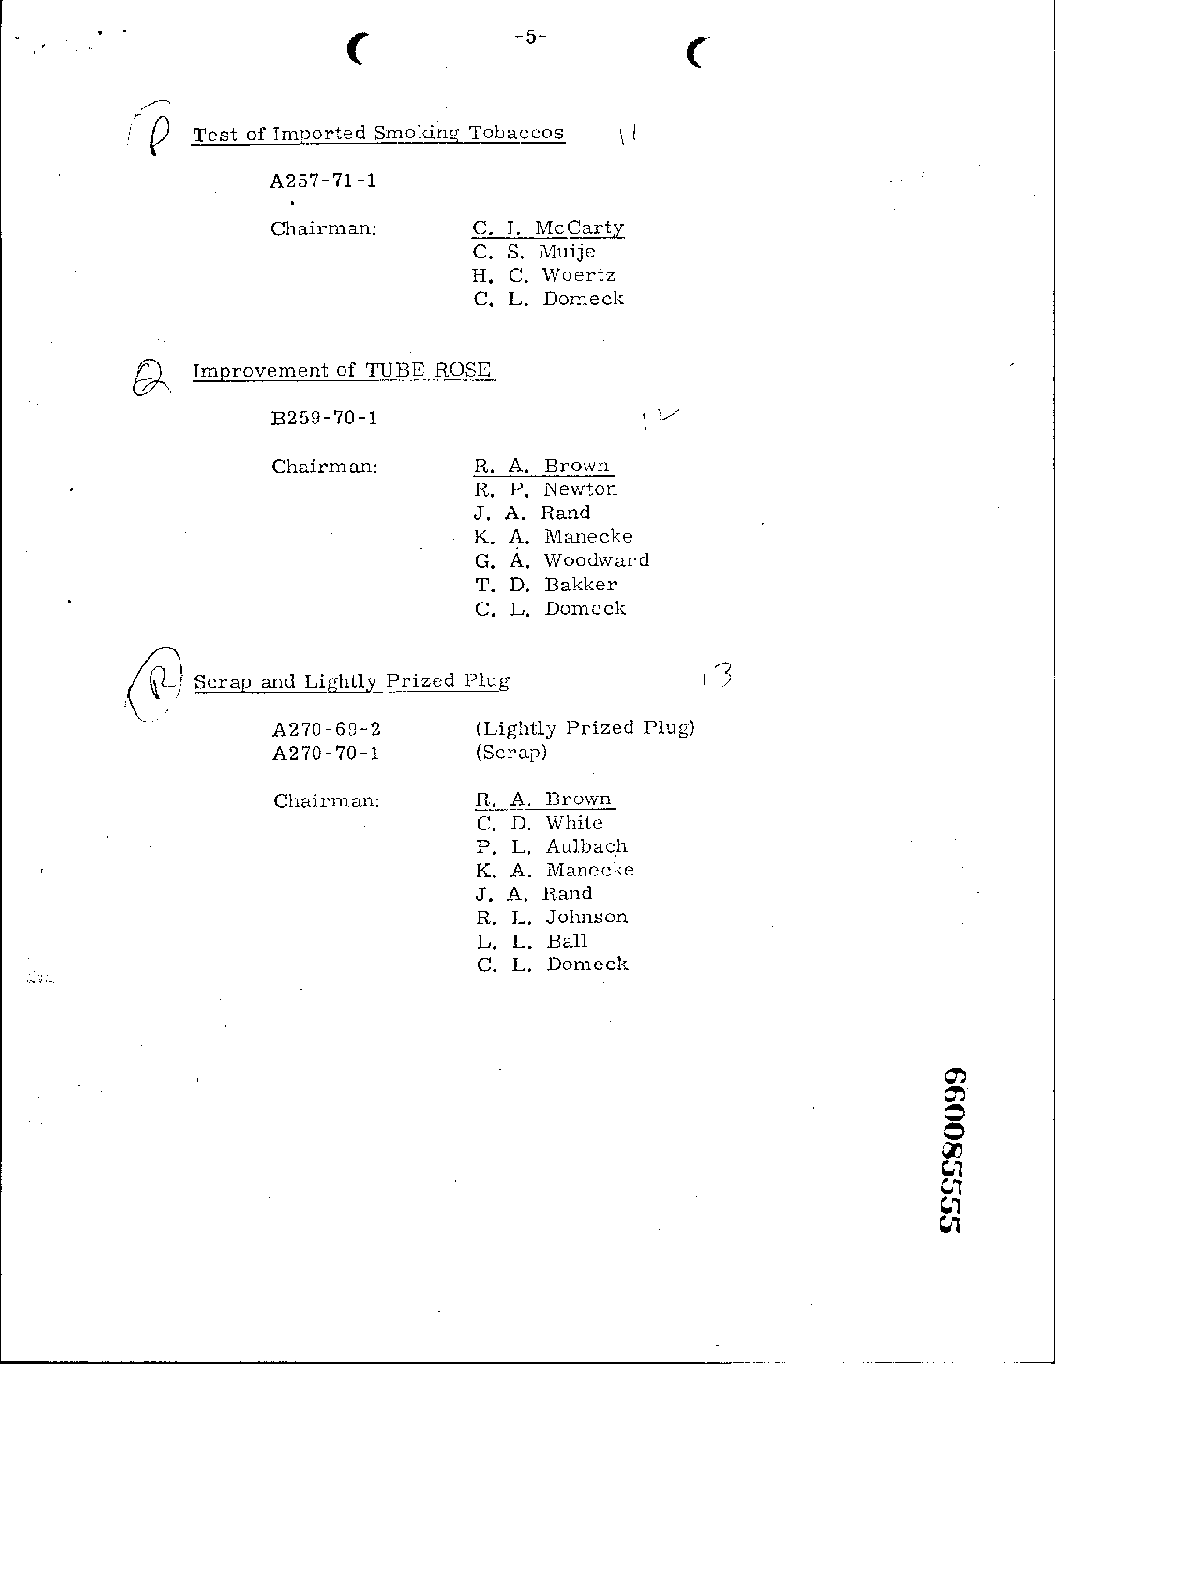 -5-
Test of Imported Smoking Tobaccos 11
A257-71-1
Chairman: C. I. McCarty
C. S. Muije
H. C. Woertz
C. L. Domeck
Improvement of TUBE ROSE
B259-70-1 12
Chairman: R. A. Brown
R. P. Newton
J. A. Rand
K. A. Manecke
G. A. Woodward
T. D. Bakker
C. L. Domeck
Scrap and Lightly Prized Plug 13
A270-69-2 (Lightly Prized Plug)
A270-70-1 (Scrap)
Chairman: R. A. Brown
C. D. White
P. L. Aulbach
K. A. Manecke
J. A. Rand
R. L. Johnson
L. L. Ball
C. L. Domeck
660085555